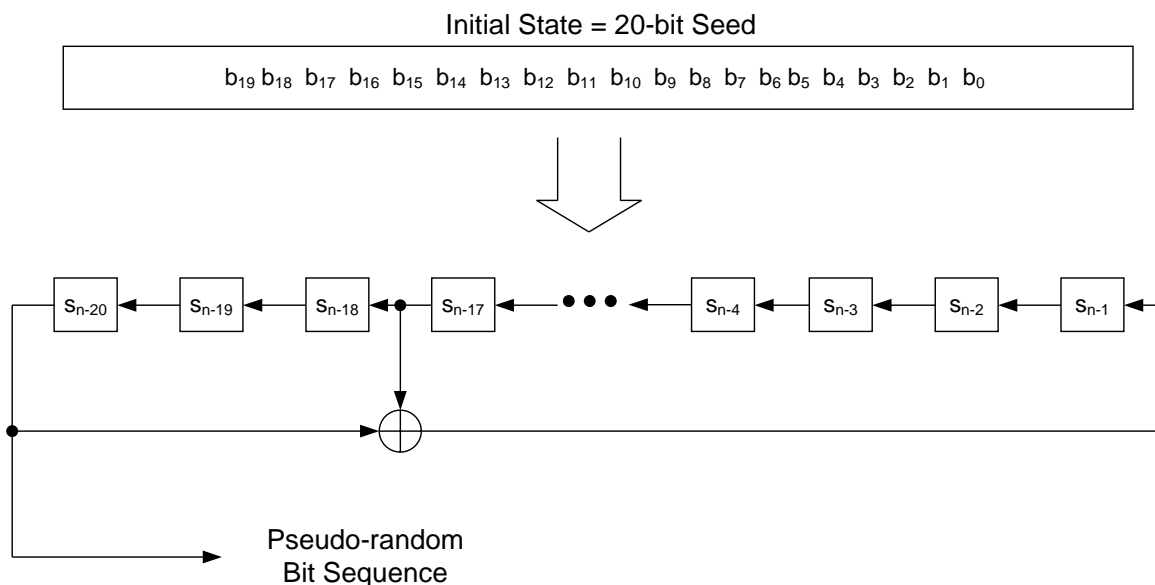 Initial State = 20-bit Seed
b19 b18 b17 b16 b15 b14 b13 b12 b11 b10 b9 b8 b7 b6 b5 b4 b3 b2 b1 b0
sn-20 sn-19 sn-18 sn-17 ••• sn-4 sn-3 sn-2 sn-1
Pseudo-random
Bit Sequence